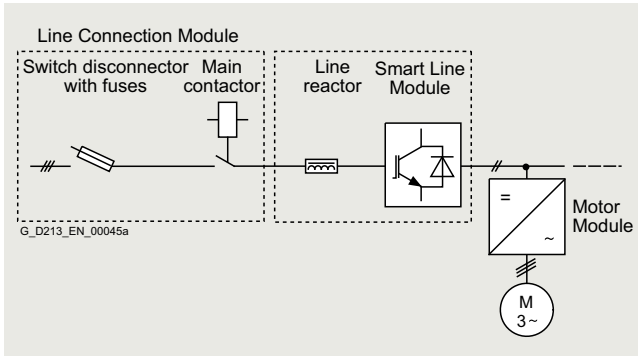 Line Connection Module
Switch disconnector
with fuses
Main
contactor
Line
reactor
Smart Line
Module
G_D213_EN_00045a
=
~
Motor
Module
M
3~